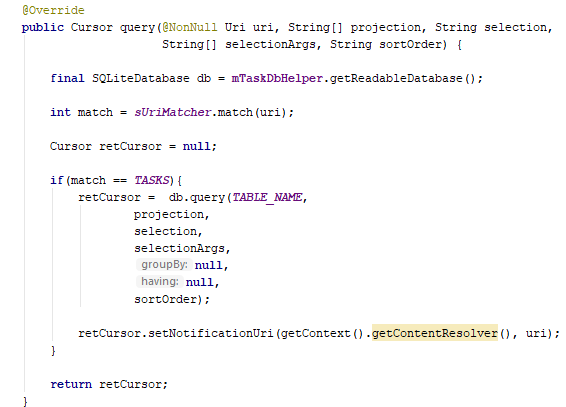 @Override
public Cursor query(@NonNull Uri uri, String[] projection, String selection,
                    String[] selectionArgs, String sortOrder) {

    final SQLiteDatabase db = mTaskDbHelper.getReadableDatabase();

    int match = sUriMatcher.match(uri);

    Cursor retCursor = null;

    if(match == TASKS){
        retCursor =  db.query(TABLE_NAME,
                projection,
                selection,
                selectionArgs,
                groupBy: null,
                having: null,
                sortOrder);

        retCursor.setNotificationUri(getContext().getContentResolver(), uri);
    }

    return retCursor;
}